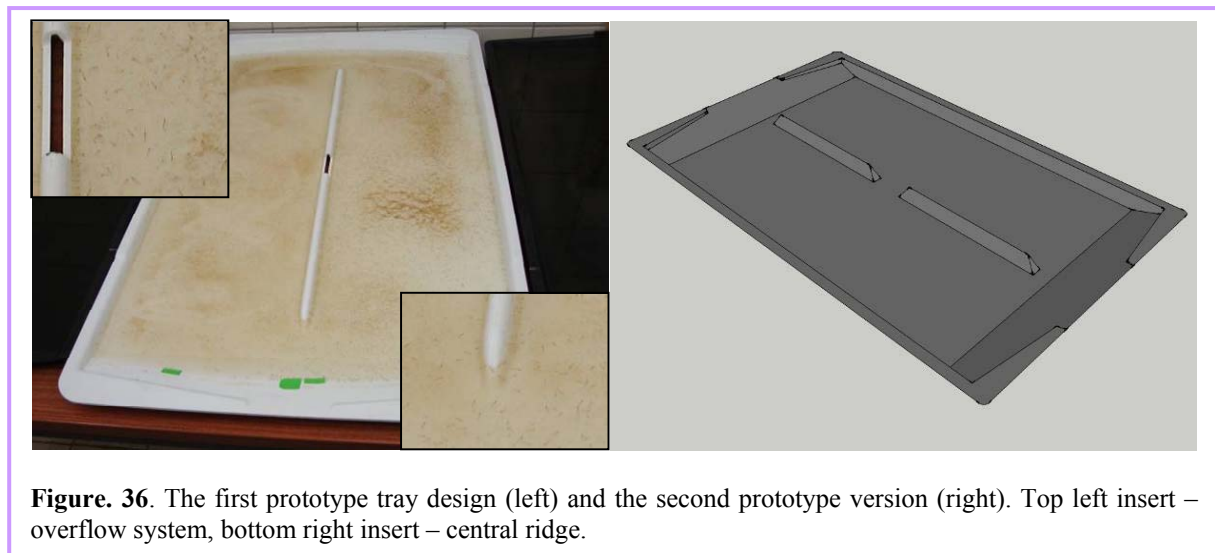 Figure. 36. The first prototype tray design (left) and the second prototype version (right). Top left insert –
overflow system, bottom right insert – central ridge.